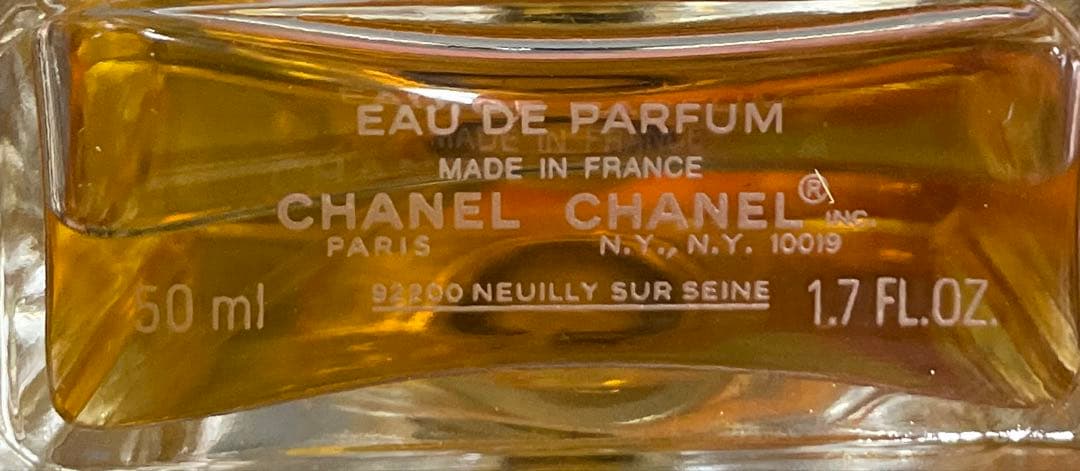 EAU DE PARFUM
MADE IN FRANCE
CHANEL CHANEL® INC.
PARIS N.Y., N.Y. 10019
92200 NEUILLY SUR SEINE
50 ml 1.7 FL.OZ.